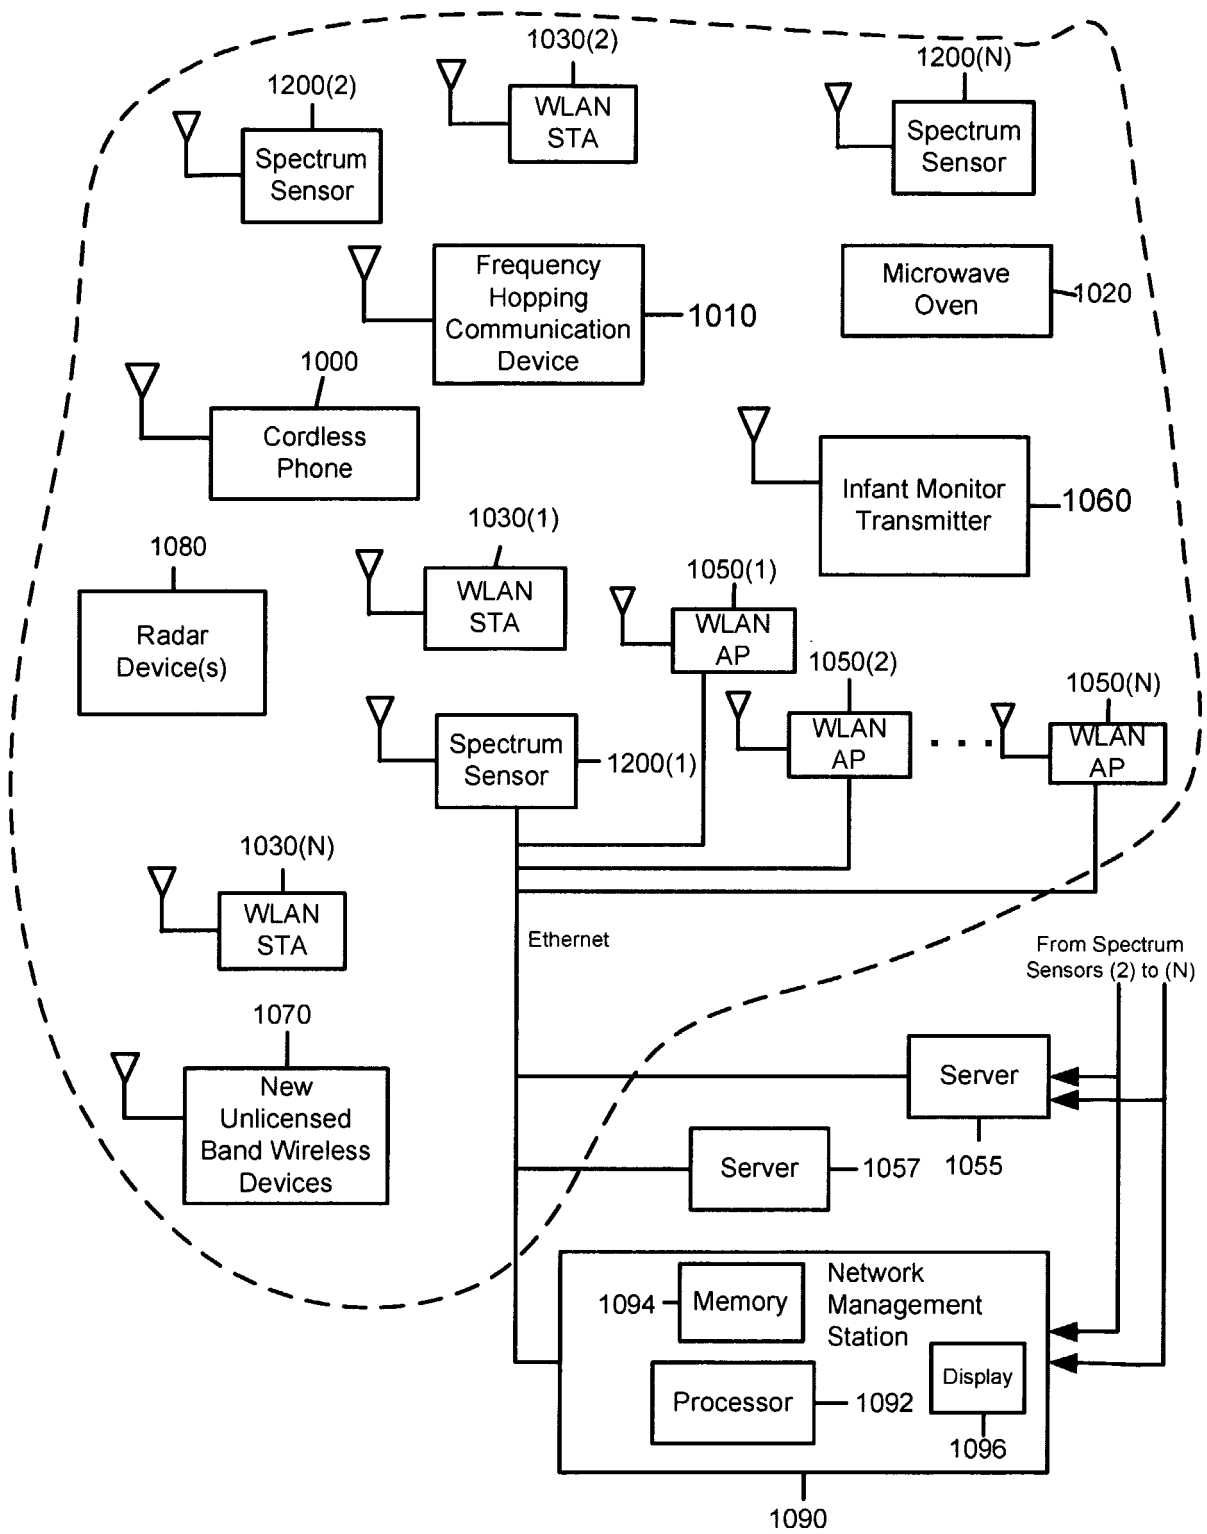 1030(2)
WLAN
STA
1200(2)
Spectrum
Sensor
1200(N)
Spectrum
Sensor
Frequency
Hopping
Communication
Device
1010
Microwave
Oven
1020
1000
Cordless
Phone
Infant Monitor
Transmitter
1060
1030(1)
WLAN
STA
1080
Radar
Device(s)
1050(1)
WLAN
AP
1050(2)
WLAN
AP
1050(N)
WLAN
AP
Spectrum
Sensor
1200(1)
1030(N)
WLAN
STA
Ethernet
From Spectrum
Sensors (2) to (N)
1070
New
Unlicensed
Band Wireless
Devices
Server
1055
Server
1057
Network
Management
Station
1094
Memory
Display
1096
Processor
1092
1090